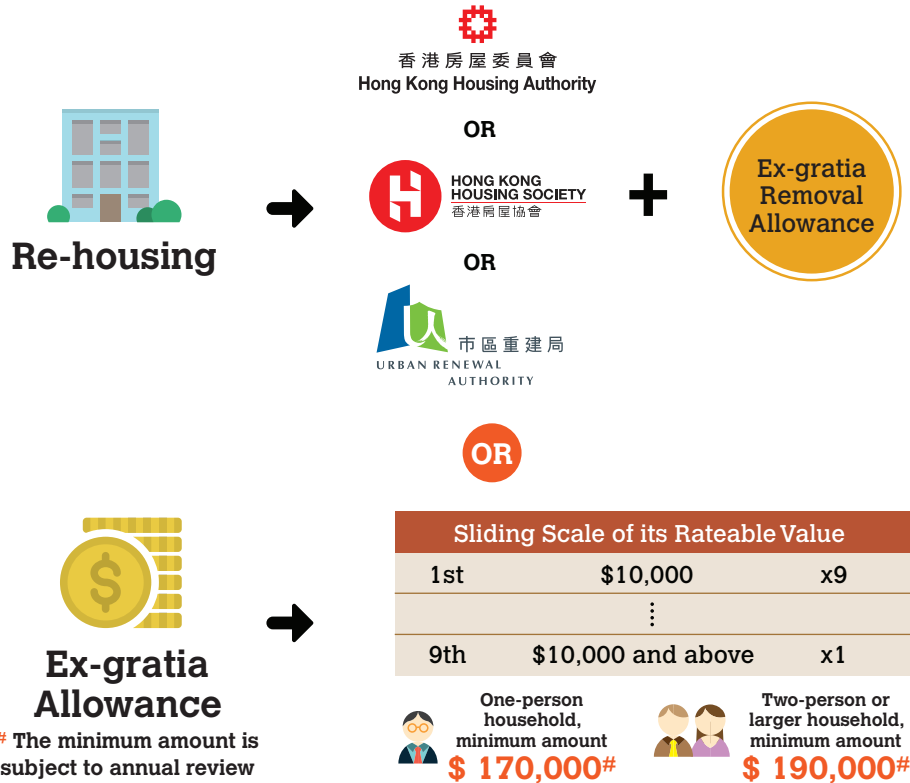 香港房屋委員會
Hong Kong Housing Authority
OR
HONG KONG
HOUSING SOCIETY
香港房屋協會
OR
市區重建局
URBAN RENEWAL
AUTHORITY
Re-housing
+
Ex-gratia
Removal
Allowance
OR
Ex-gratia
Allowance
# The minimum amount is
subject to annual review
$
Sliding Scale of its Rateable Value
1st $10,000 x9
⋮
9th $10,000 and above x1
One-person
household,
minimum amount
$ 170,000#
Two-person or
larger household,
minimum amount
$ 190,000#